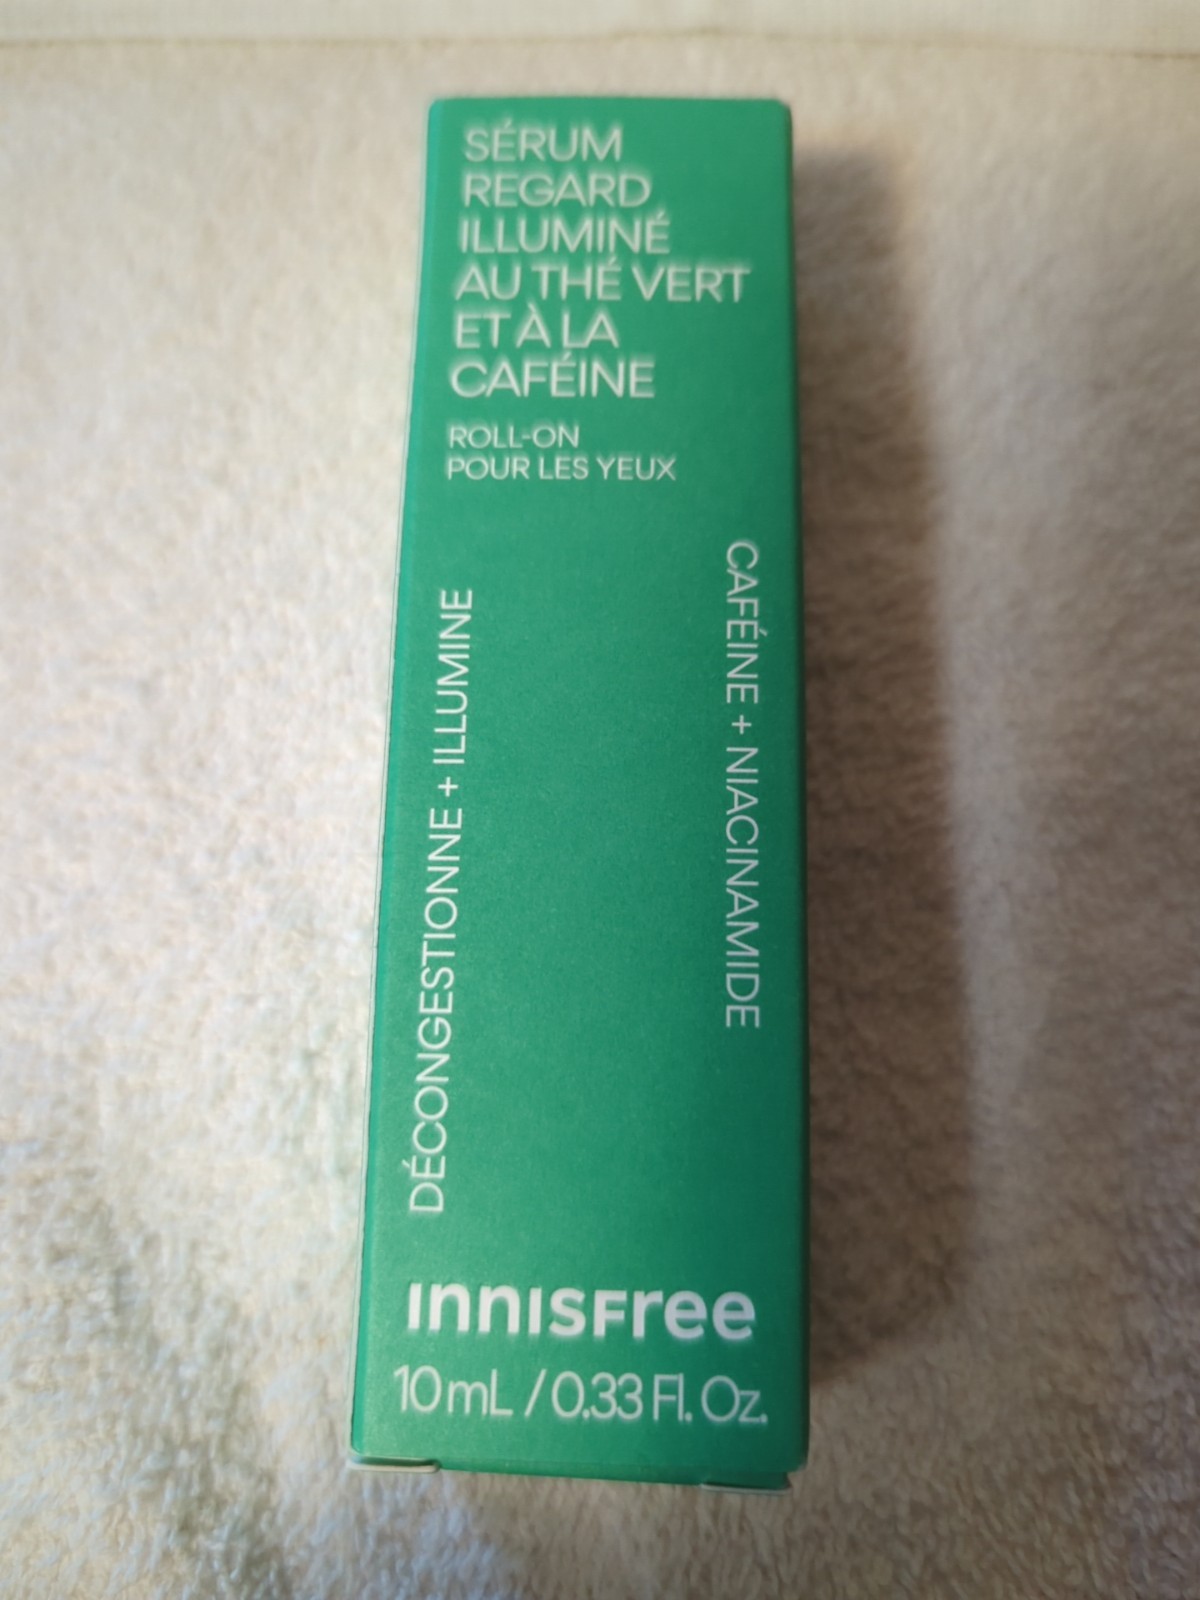 SÉRUM
REGARD
ILLUMINÉ
AU THÉ VERT
ET À LA
CAFÉINE
ROLL-ON
POUR LES YEUX
CAFÉINE + NIACINAMIDE
DÉCONGESTIONNE + ILLUMINE
INNISFree
10 mL / 0.33 Fl. Oz.